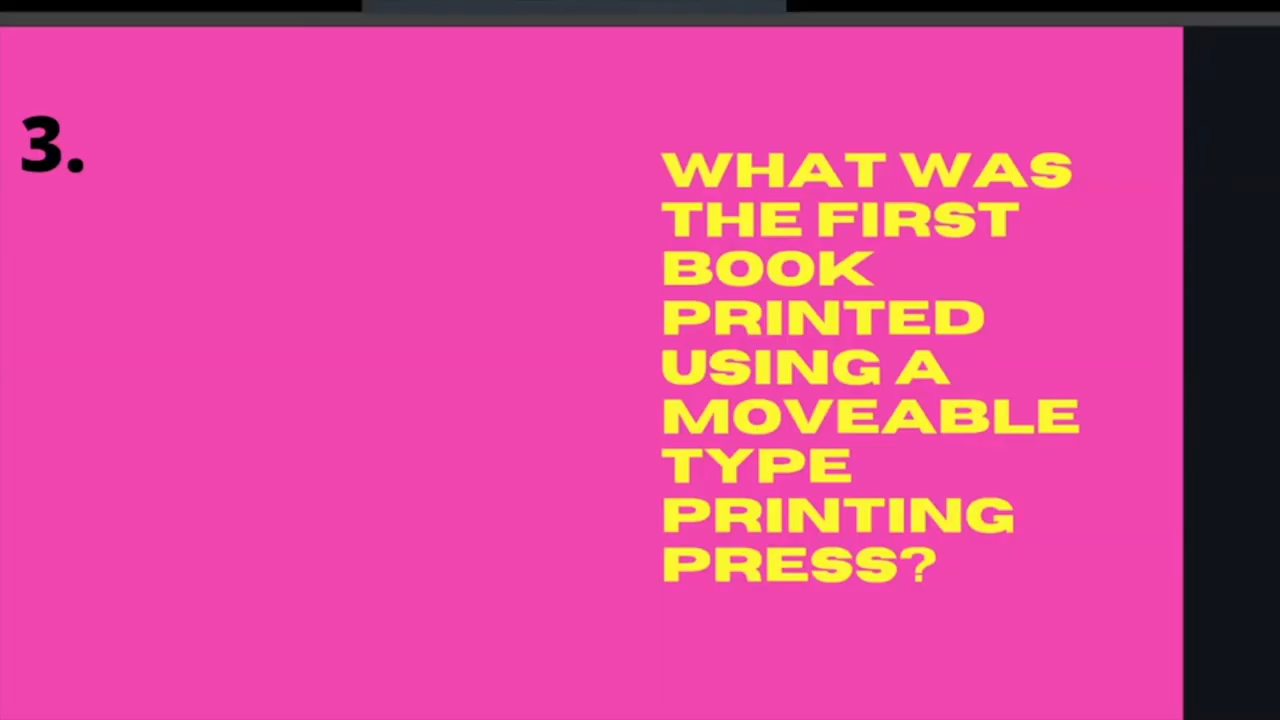 3.
WHAT WAS
THE FIRST
BOOK
PRINTED
USING A
MOVEABLE
TYPE
PRINTING
PRESS?